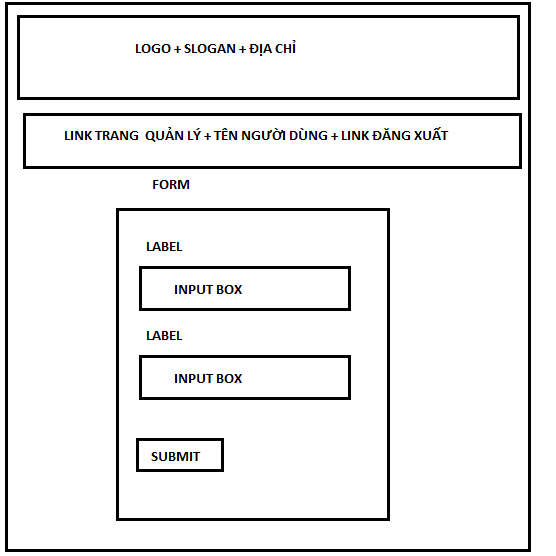 LOGO + SLOGAN + ĐỊA CHỈ
LINK TRANG QUẢN LÝ + TÊN NGƯỜI DÙNG + LINK ĐĂNG XUẤT
FORM
LABEL
INPUT BOX
LABEL
INPUT BOX
SUBMIT